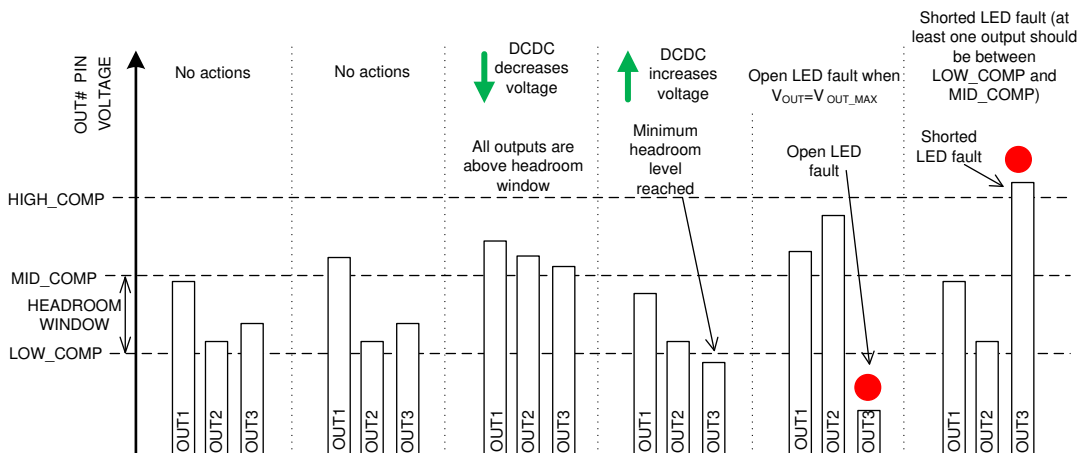 OUT# PIN
VOLTAGE
HIGH_COMP
MID_COMP
HEADROOM
WINDOW
LOW_COMP
No actions
OUT1
OUT2
OUT3
No actions
OUT1
OUT2
OUT3
DCDC
decreases
voltage
All outputs are
above headroom
window
OUT1
OUT2
OUT3
DCDC
increases
voltage
Minimum
headroom
level
reached
OUT1
OUT2
OUT3
Open LED fault when
VOUT=VOUT_MAX
Open LED
fault
OUT1
OUT2
OUT3
Shorted LED fault (at
least one output should
be between
LOW_COMP and
MID_COMP)
Shorted
LED fault
OUT1
OUT2
OUT3